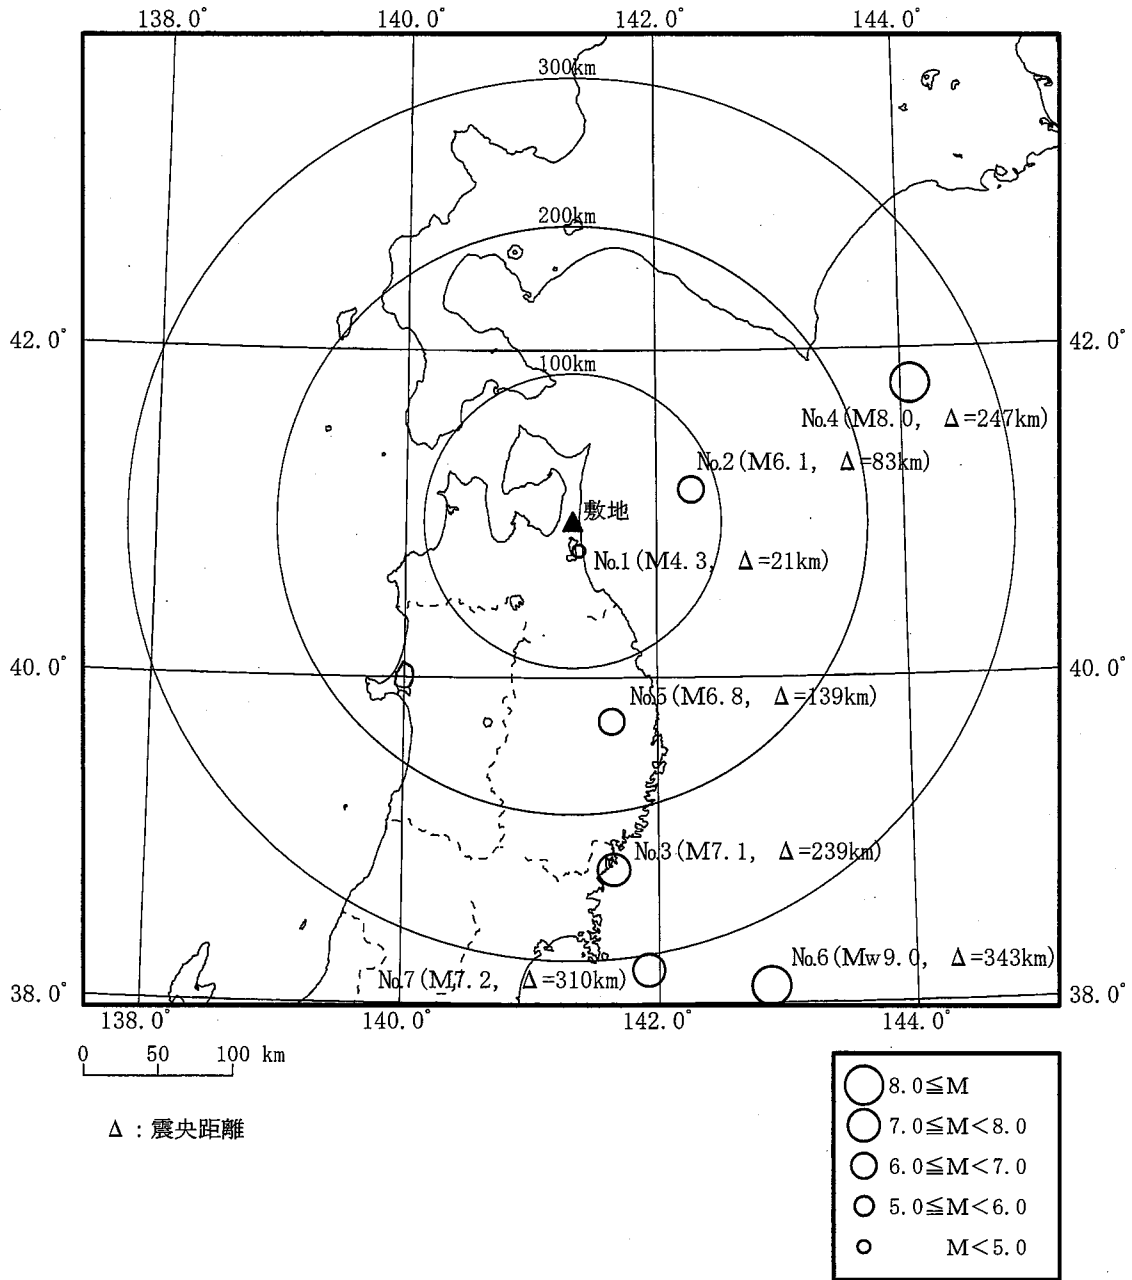 138.0° 140.0° 142.0° 144.0°
300km
200km
42.0° 42.0°
100km
No.4(M8.0, Δ=247km)
No.2(M6.1, Δ=83km)
敷地
No.1(M4.3, Δ=21km)
40.0° 40.0°
No.5(M6.8, Δ=139km)
No.3(M7.1, Δ=239km)
No.6(Mw9.0, Δ=343km)
No.7(M7.2, Δ=310km)
38.0° 38.0°
138.0° 140.0° 142.0° 144.0°
0 50 100 km
Δ:震央距離
8.0≦M
7.0≦M<8.0
6.0≦M<7.0
5.0≦M<6.0
M<5.0